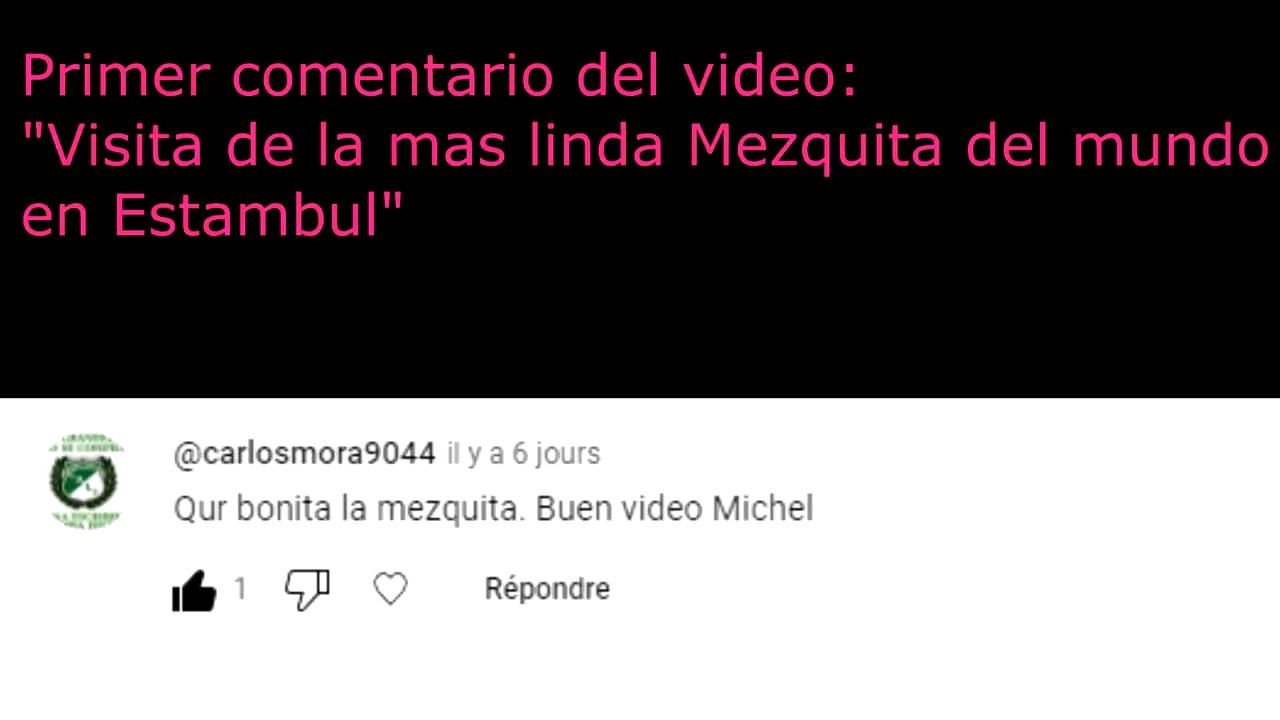 Primer comentario del video:
"Visita de la mas linda Mezquita del mundo
en Estambul"
@carlosmora9044 il y a 6 jours
Qur bonita la mezquita. Buen video Michel
1
Répondre